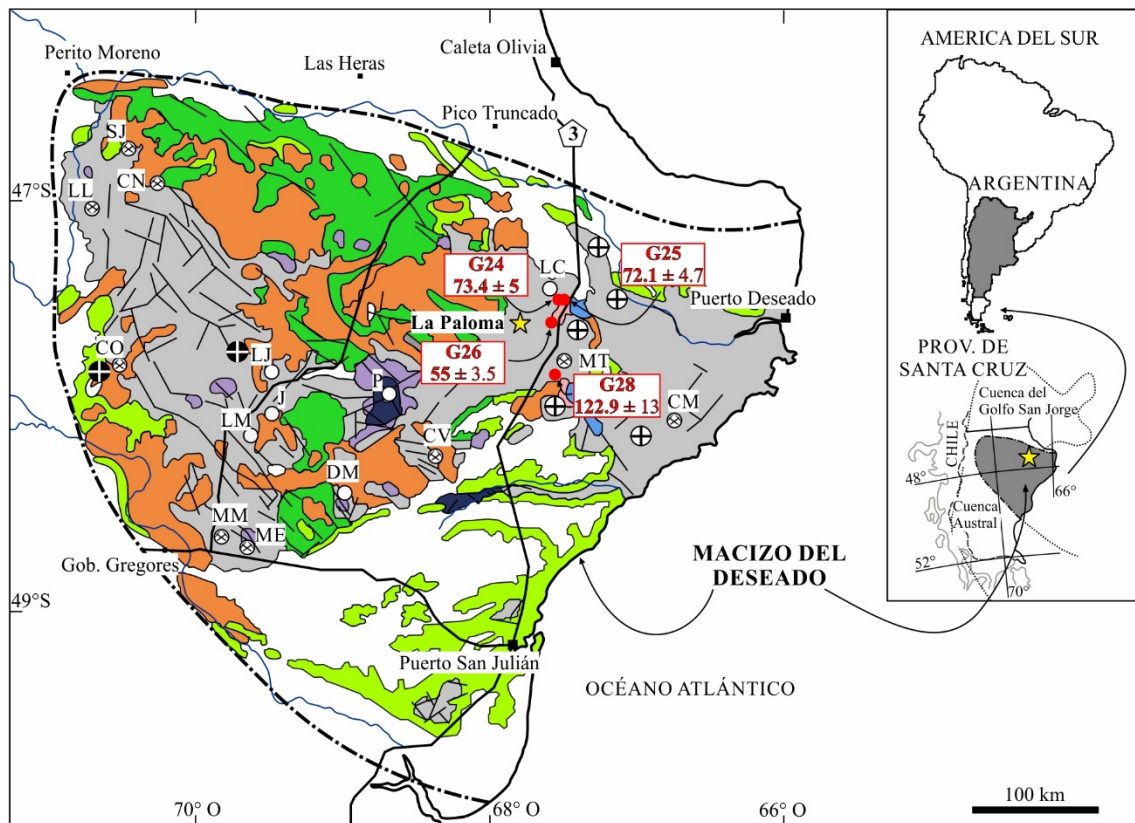 Perito Moreno
Las Heras
Caleta Olivia
Pico Truncado
3
47°S
SJ
CN
LL
G24
73.4 ± 5
LC
G25
72.1 ± 4.7
Puerto Deseado
La Paloma
G26
55 ± 3.5
CO
LJ
J
LM
P
MT
G28
122.9 ± 13
CM
CV
DM
MM
ME
Gob. Gregores
49°S
MACIZO DEL
DESEADO
Puerto San Julián
OCÉANO ATLÁNTICO
70° O
68° O
66° O
100 km
AMERICA DEL SUR
ARGENTINA
PROV. DE
SANTA CRUZ
Cuenca del
Golfo San Jorge
CHILE
48°
66°
Cuenca
Austral
52°
70°